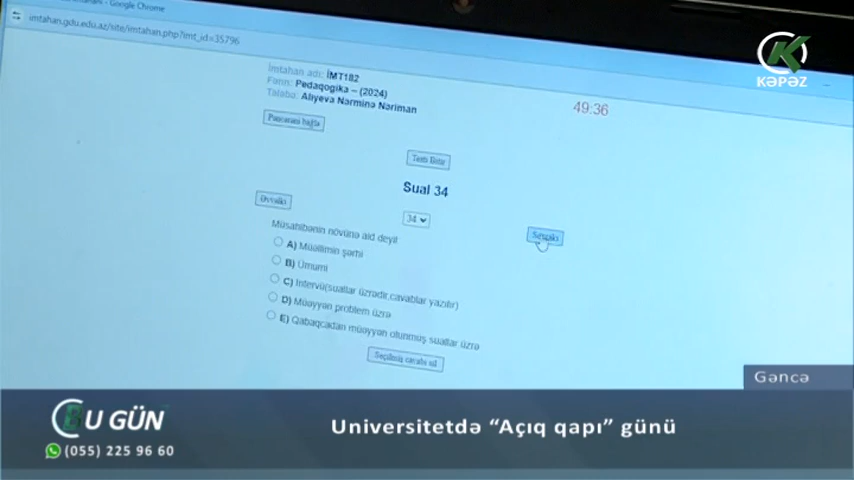 Google Chrome
imtahan.gdu.edu.az/site/imtahan.php?imt_id=35796
İmtahan adı: İMT182
Fənn: Pedaqogika – (2024)
Tələbə: Aliyeva Nərminə Nəriman
49:36
KƏPƏZ
Pəncərəni bağla
Testi Bitir
Sual 34
Əvvəlki
34
Sonrakı
Müsahibənin növünə aid deyil
A) Müəllimin şərhi
B) Ümumi
C) İntervü(suallar üzrədir,cavablar yazılır)
D) Müəyyən problem üzrə
E) Qabaqcadan müəyyən olunmuş suallar üzrə
Seçilmiş cavabı sil
Gəncə
BU GÜN
(055) 225 96 60
Universitetdə “Açıq qapı” günü